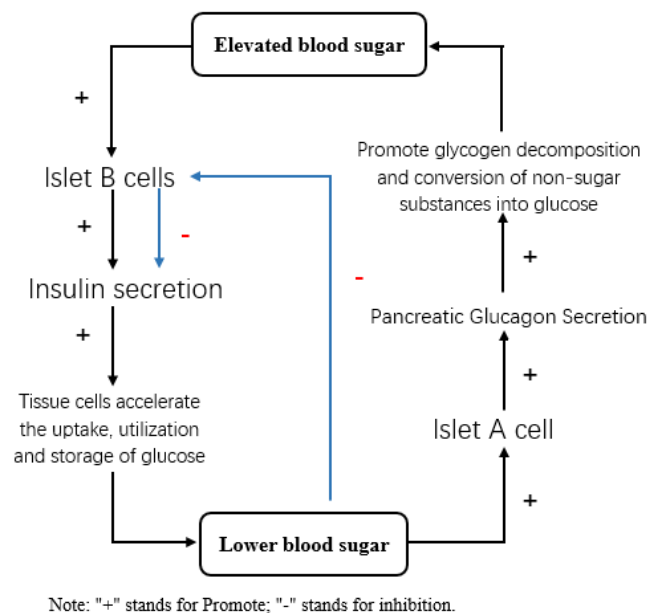 Elevated blood sugar
+
Islet B cells
+
-
Insulin secretion
+
Tissue cells accelerate
the uptake, utilization
and storage of glucose
Lower blood sugar
-
+
Islet A cell
+
Pancreatic Glucagon Secretion
+
Promote glycogen decomposition
and conversion of non-sugar
substances into glucose
Note: "+" stands for Promote; "-" stands for inhibition.